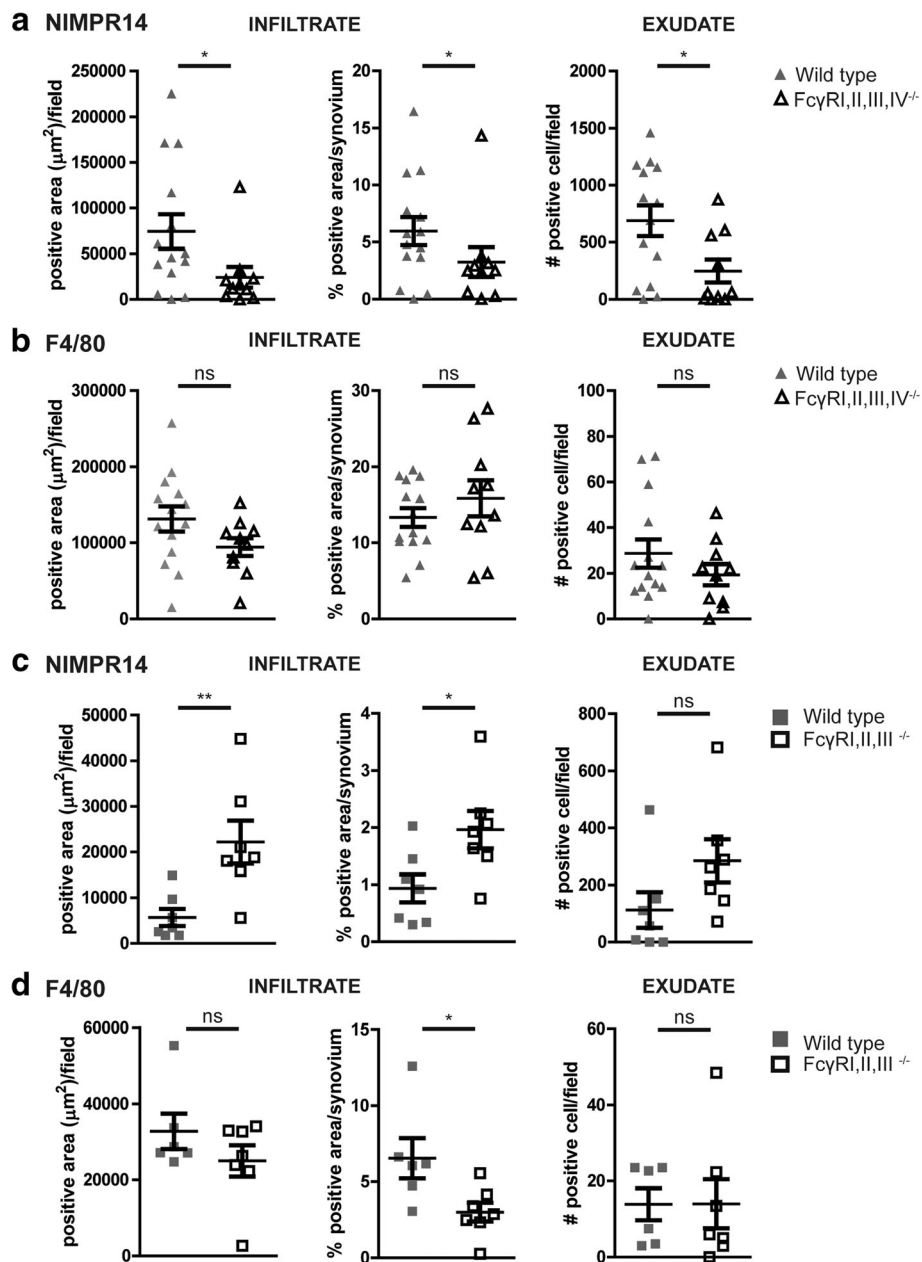 a NIMPR14 INFILTRATE EXUDATE
* * *
positive area (μm²)/field
250000
200000
150000
100000
50000
0
% positive area/synovium
20
15
10
5
0
# positive cell/field
2000
1500
1000
500
0
Wild type
FcγRI,II,III,IV-/-
b F4/80 INFILTRATE EXUDATE
ns ns ns
positive area (μm²)/field
300000
200000
100000
0
% positive area/synovium
30
20
10
0
# positive cell/field
100
80
60
40
20
0
Wild type
FcγRI,II,III,IV-/-
c NIMPR14 INFILTRATE EXUDATE
** * ns
positive area (μm²)/field
50000
40000
30000
20000
10000
0
% positive area/synovium
4
3
2
1
0
# positive cell/field
800
600
400
200
0
Wild type
FcγRI,II,III -/-
d F4/80 INFILTRATE EXUDATE
ns * ns
positive area (μm²)/field
60000
40000
20000
0
% positive area/synovium
15
10
5
0
# positive cell/field
60
40
20
0
Wild type
FcγRI,II,III -/-